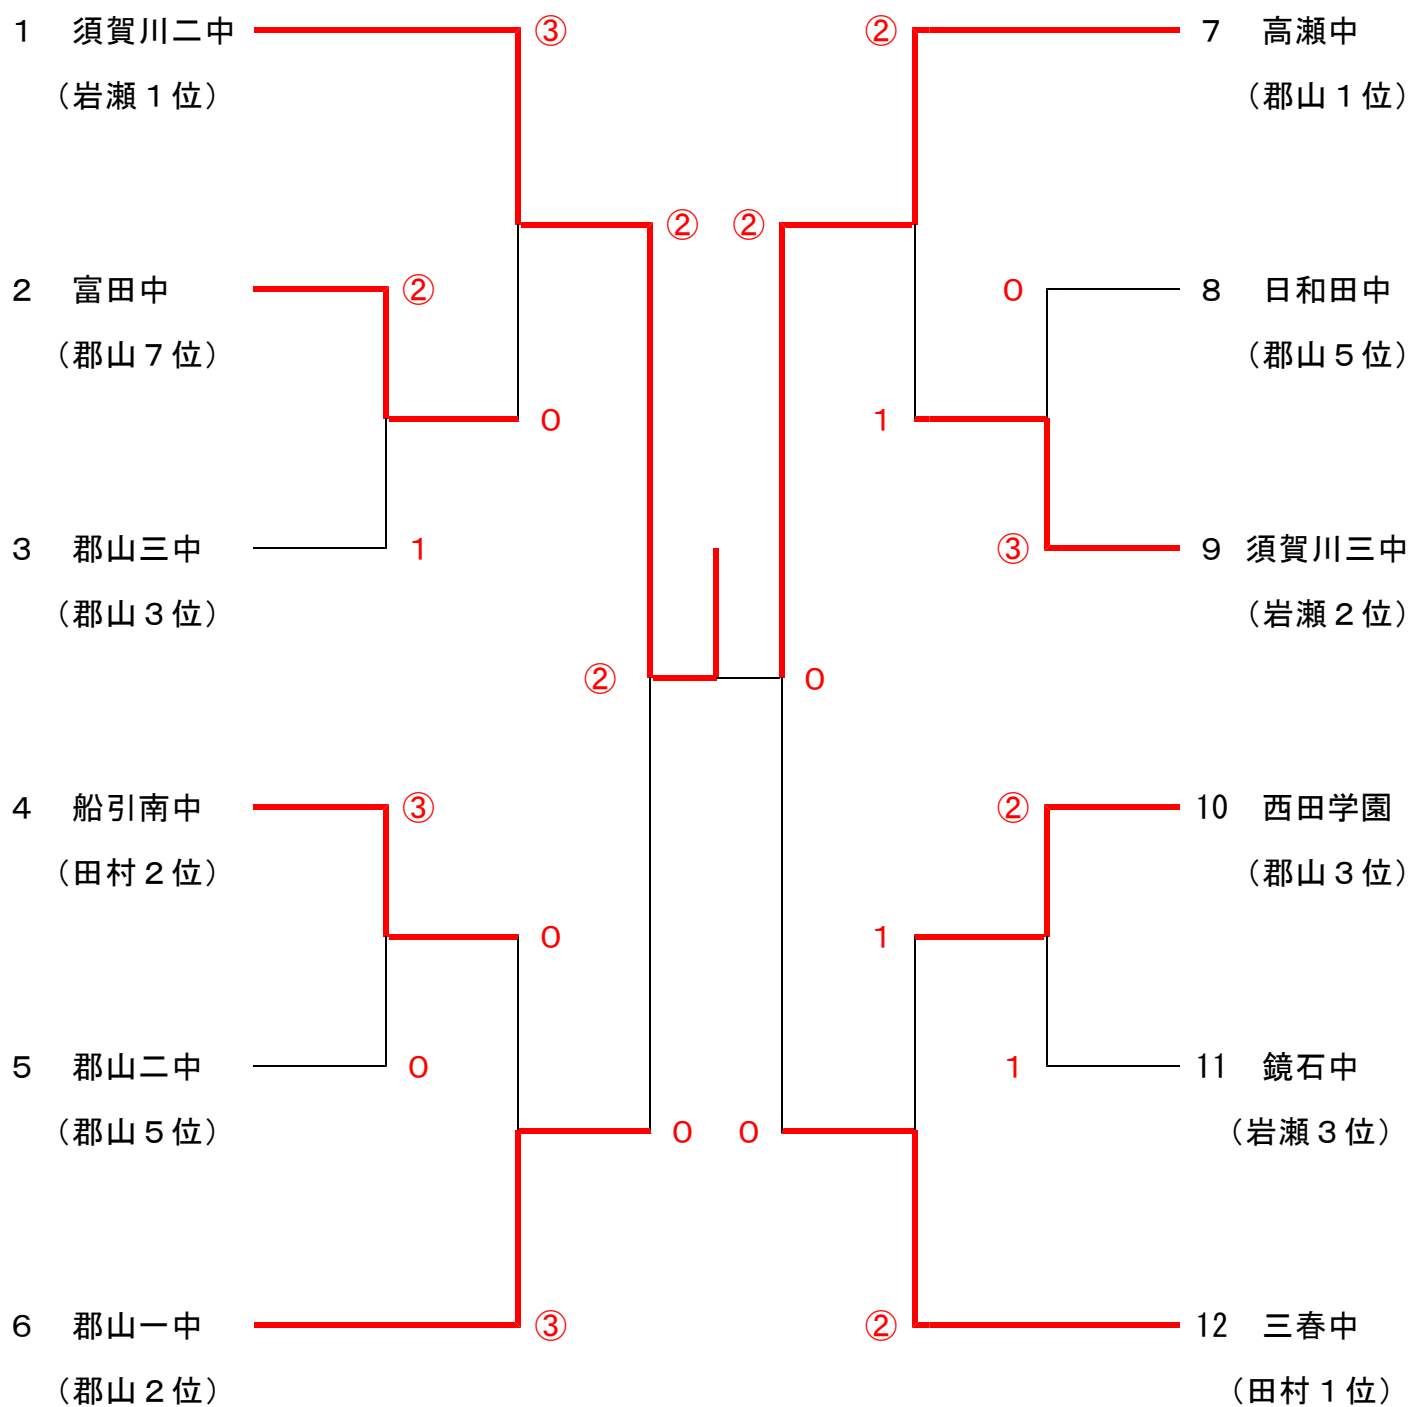 1 須賀川二中 ③ ② 7 高瀬中
（岩瀬１位） （郡山１位）
② ②
2 富田中 ② 0 8 日和田中
（郡山７位） （郡山５位）
0 1
3 郡山三中 1 ③ 9 須賀川三中
（郡山３位） （岩瀬２位）
② 0
4 船引南中 ③ ② 10 西田学園
（田村２位） （郡山３位）
0 1
5 郡山二中 0 1 11 鏡石中
（郡山５位） 0 0 （岩瀬３位）
6 郡山一中 ③ ② 12 三春中
（郡山２位） （田村１位）